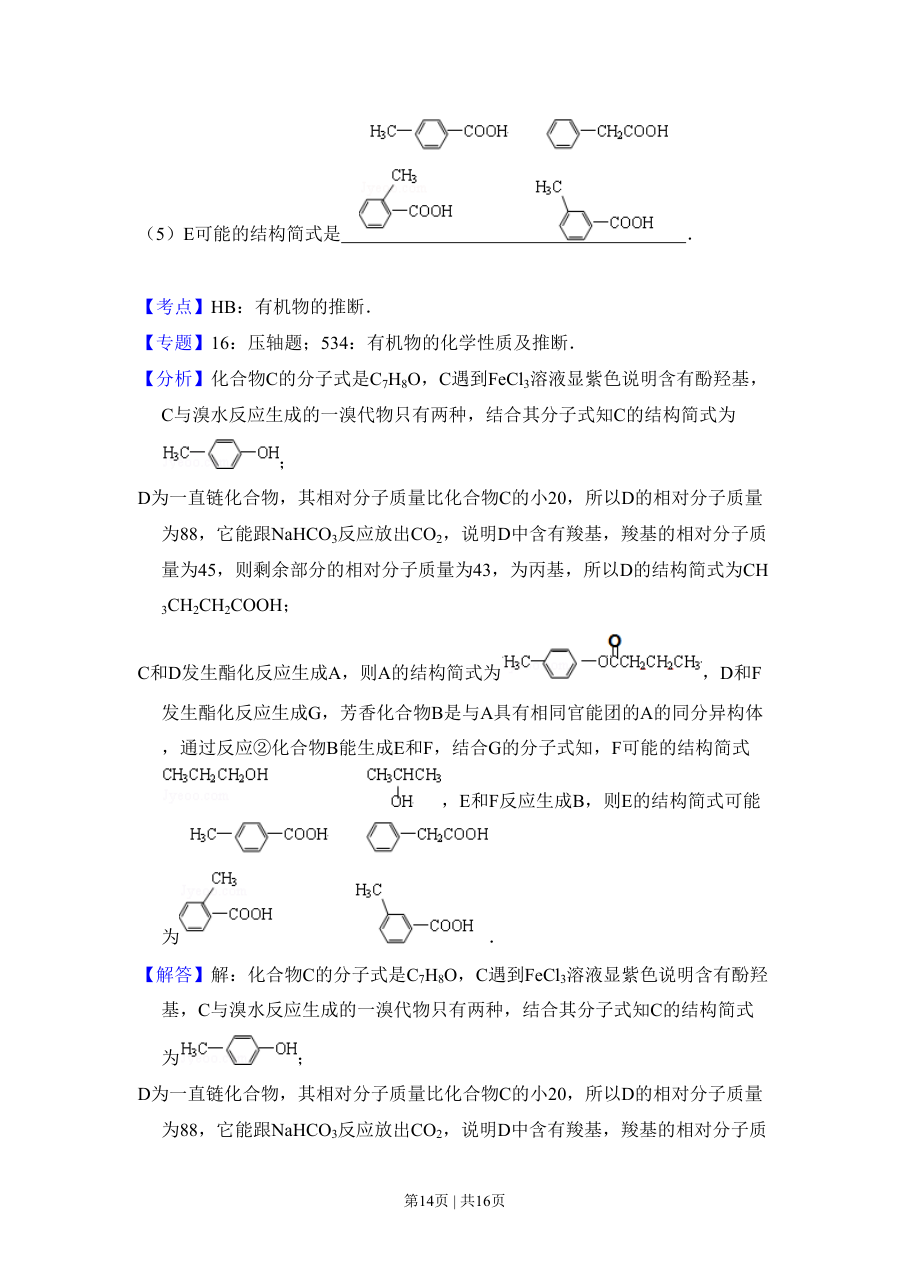 H₃C— —COOH —CH₂COOH
CH₃ H₃C
—COOH —COOH
（5）E可能的结构简式是 ．
【考点】HB：有机物的推断．
【专题】16：压轴题；534：有机物的化学性质及推断．
【分析】化合物C的分子式是C₇H₈O，C遇到FeCl₃溶液显紫色说明含有酚羟基，
C与溴水反应生成的一溴代物只有两种，结合其分子式知C的结构简式为
H₃C— —OH；
D为一直链化合物，其相对分子质量比化合物C的小20，所以D的相对分子质量
为88，它能跟NaHCO₃反应放出CO₂，说明D中含有羧基，羧基的相对分子质
量为45，则剩余部分的相对分子质量为43，为丙基，所以D的结构简式为CH
₃CH₂CH₂COOH；
O
C和D发生酯化反应生成A，则A的结构简式为H₃C— —OCCH₂CH₂CH₃，D和F
发生酯化反应生成G，芳香化合物B是与A具有相同官能团的A的同分异构体
，通过反应②化合物B能生成E和F，结合G的分子式知，F可能的结构简式
CH₃CH₂CH₂OH CH₃CHCH₃
OH ，E和F反应生成B，则E的结构简式可能
H₃C— —COOH —CH₂COOH
CH₃ H₃C
—COOH —COOH
为 ．
【解答】解：化合物C的分子式是C₇H₈O，C遇到FeCl₃溶液显紫色说明含有酚羟
基，C与溴水反应生成的一溴代物只有两种，结合其分子式知C的结构简式
为H₃C— —OH；
D为一直链化合物，其相对分子质量比化合物C的小20，所以D的相对分子质量
为88，它能跟NaHCO₃反应放出CO₂，说明D中含有羧基，羧基的相对分子质
第14页 | 共16页